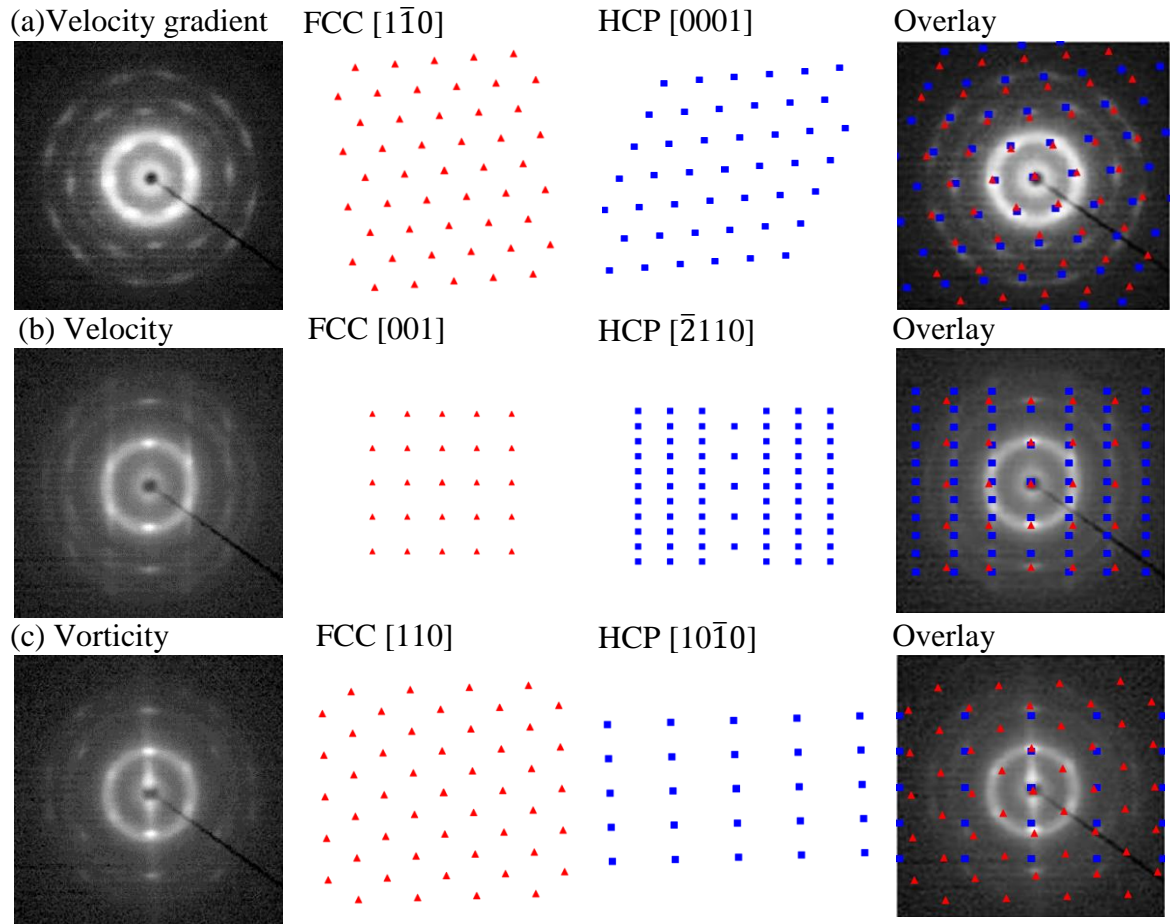 (a)Velocity gradient FCC [11̅0] HCP [0001] Overlay
(b) Velocity FCC [001] HCP [2̅110] Overlay
(c) Vorticity FCC [110] HCP [101̅0] Overlay